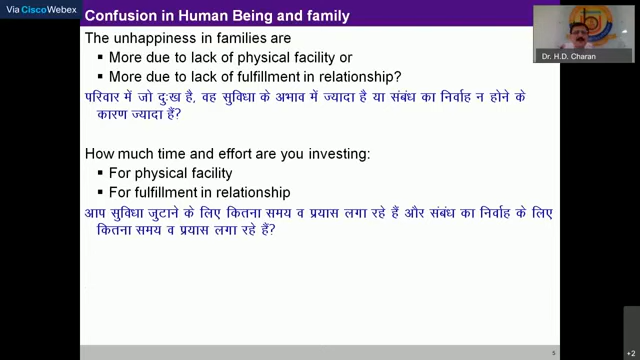 Via Cisco Webex
Confusion in Human Being and family
Dr. H.D. Charan
The unhappiness in families are
▪ More due to lack of physical facility or
▪ More due to lack of fulfillment in relationship?
परिवार में जो दुःख है, वह सुविधा के अभाव में ज्यादा है या संबंध का निर्वाह न होने के
कारण ज्यादा हैं?
How much time and effort are you investing:
▪ For physical facility
▪ For fulfillment in relationship
आप सुविधा जुटाने के लिए कितना समय व प्रयास लगा रहे हैं और संबंध का निर्वाह के लिए
कितना समय व प्रयास लगा रहे हैं?
5
+2